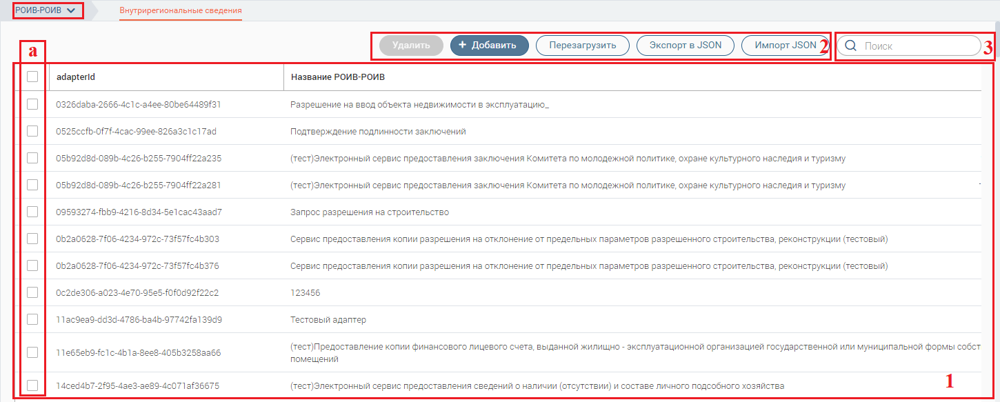 РОИВ-РОИВ
Внутрирегиональные сведения
Удалить + Добавить Перезагрузить Экспорт в JSON Импорт JSON 2 Поиск 3
a
adapterId Название РОИВ-РОИВ
0326daba-2666-4c1c-a4ee-80be64489f31 Разрешение на ввод объекта недвижимости в эксплуатацию_
0525ccfb-0f7f-4cac-99ee-826a3c1c17ad Подтверждение подлинности заключений
05b92d8d-089b-4c26-b255-7904ff22a235 (тест)Электронный сервис предоставления заключения Комитета по молодежной политике, охране культурного наследия и туризму
05b92d8d-089b-4c26-b255-7904ff22a281 (тест)Электронный сервис предоставления заключения Комитета по молодежной политике, охране культурного наследия и туризму
09593274-fbb9-4216-8d34-5e1cac43aad7 Запрос разрешения на строительство
0b2a0628-7f06-4234-972c-73f57fc4b303 Сервис предоставления копии разрешения на отклонение от предельных параметров разрешенного строительства, реконструкции (тестовый)
0b2a0628-7f06-4234-972c-73f57fc4b376 Сервис предоставления копии разрешения на отклонение от предельных параметров разрешенного строительства, реконструкции (тестовый)
0c2de306-a023-4e70-95e5-f0f0d92f22c2 123456
11ac9ea9-dd3d-4786-ba4b-97742fa139d9 Тестовый адаптер
11e65eb9-fc1c-4b1a-8ee8-405b3258aa66 (тест)Предоставление копии финансового лицевого счета, выданной жилищно - эксплуатационной организацией государственной или муниципальной формы собст
помещений
14ced4b7-2f95-4ae3-ae89-4c071af36675 (тест)Электронный сервис предоставления сведений о наличии (отсутствии) и составе личного подсобного хозяйства
1